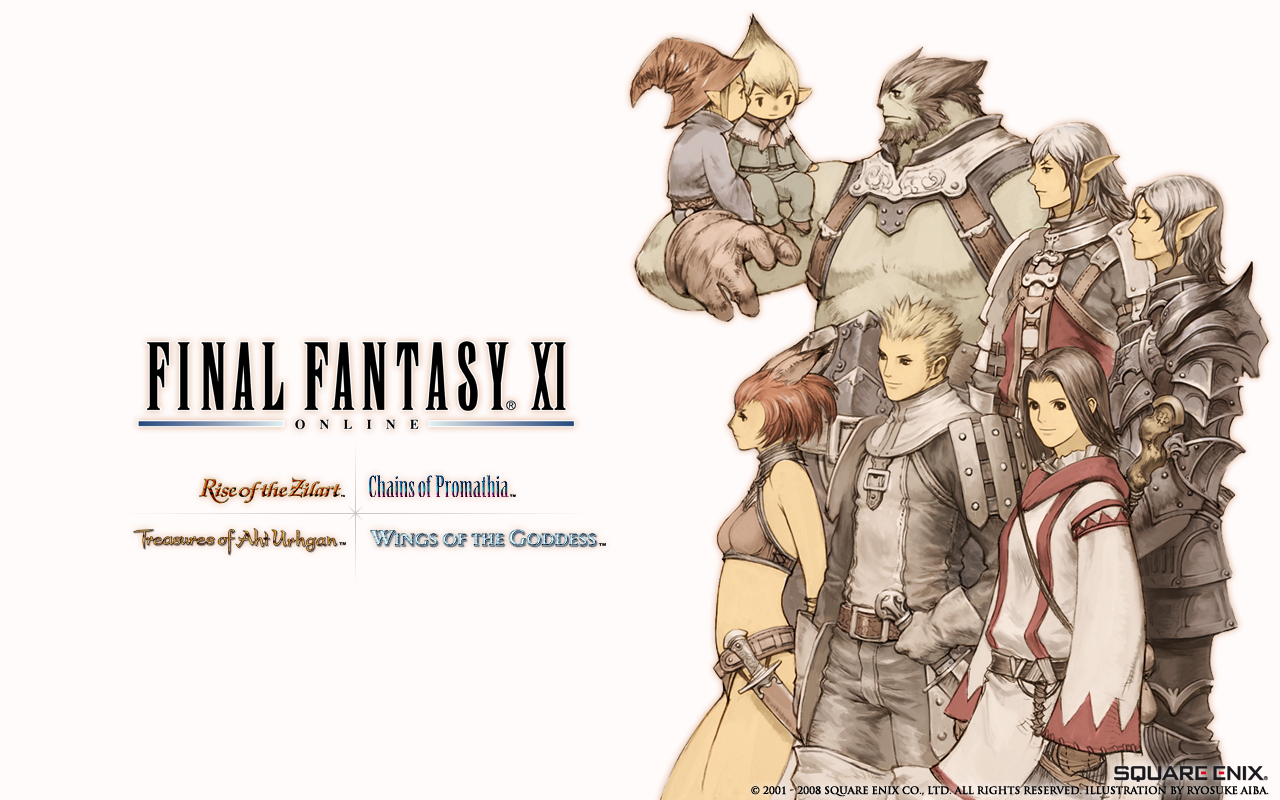 FINAL FANTASY® XI
ONLINE
Rise of the Zilart™
Chains of Promathia™
Treasures of Aht Urhgan™
Wings of the Goddess™
SQUARE ENIX®
© 2001 - 2008 SQUARE ENIX CO., LTD. ALL RIGHTS RESERVED. ILLUSTRATION BY RYOSUKE AIBA.